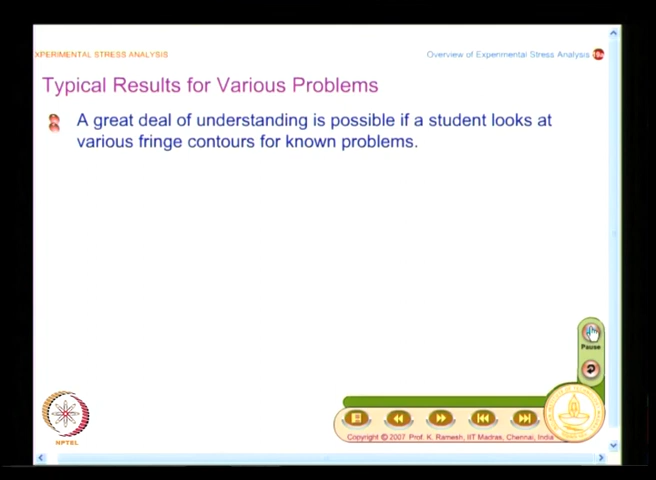 XPERIMENTAL STRESS ANALYSIS
Overview of Experimental Stress Analysis
Typical Results for Various Problems
A great deal of understanding is possible if a student looks at
various fringe contours for known problems.
Pause
NPTEL
Copyright © 2007 Prof. K. Ramesh, IIT Madras, Chennai, India